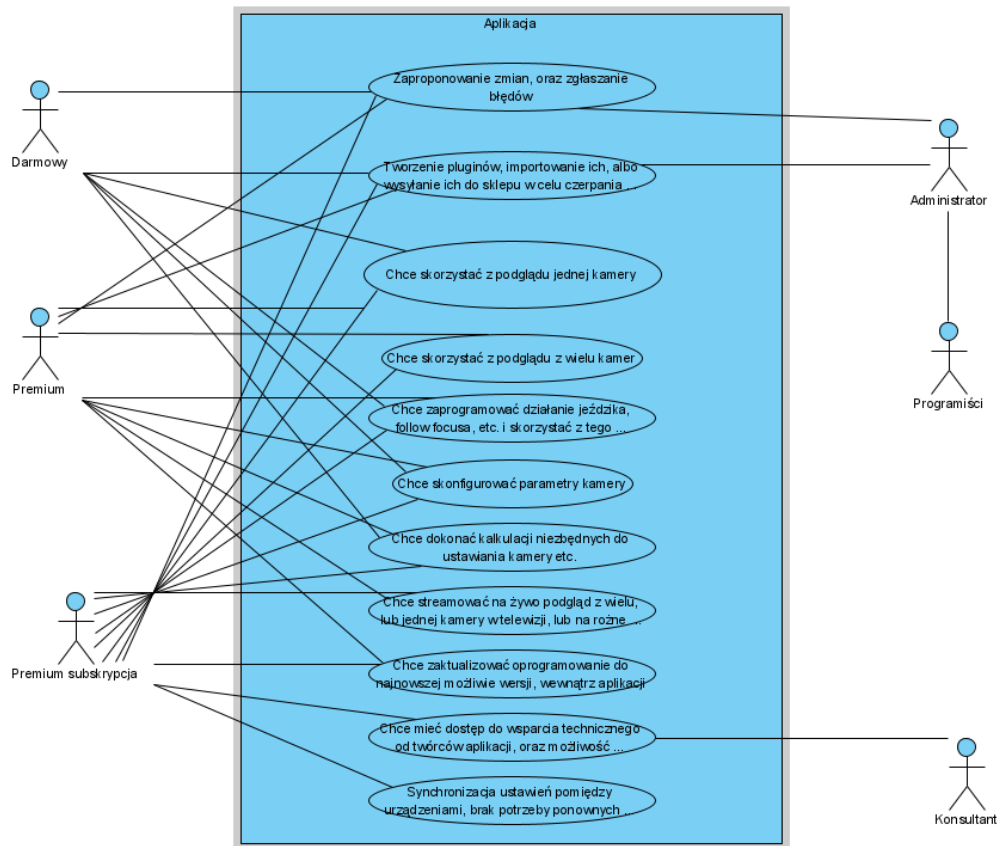 Aplikacja
Zaproponowanie zmian, oraz zgłaszanie
błędów
Darmowy
Tworzenie pluginów, importowanie ich, albo
wysyłanie ich do sklepu w celu czerpania ...
Administrator
Chce skorzystać z podglądu jednej kamery
Premium
Chce skorzystać z podglądu z wielu kamer
Programiści
Chce zaprogramować działanie jeździka,
follow focusa, etc. i skorzystać z tego ...
Chce skonfigurować parametry kamery
Chce dokonać kalkulacji niezbędnych do
ustawiania kamery etc.
Chce streamować na żywo podgląd z wielu,
lub jednej kamery w telewizji, lub na rożne ...
Premium subskrypcja
Chce zaktualizować oprogramowanie do
najnowszej możliwie wersji, wewnątrz aplikacji
Chce mieć dostęp do wsparcia technicznego
od twórców aplikacji, oraz możliwość ...
Synchronizacja ustawień pomiędzy
urządzeniami, brak potrzeby ponownych ...
Konsultant